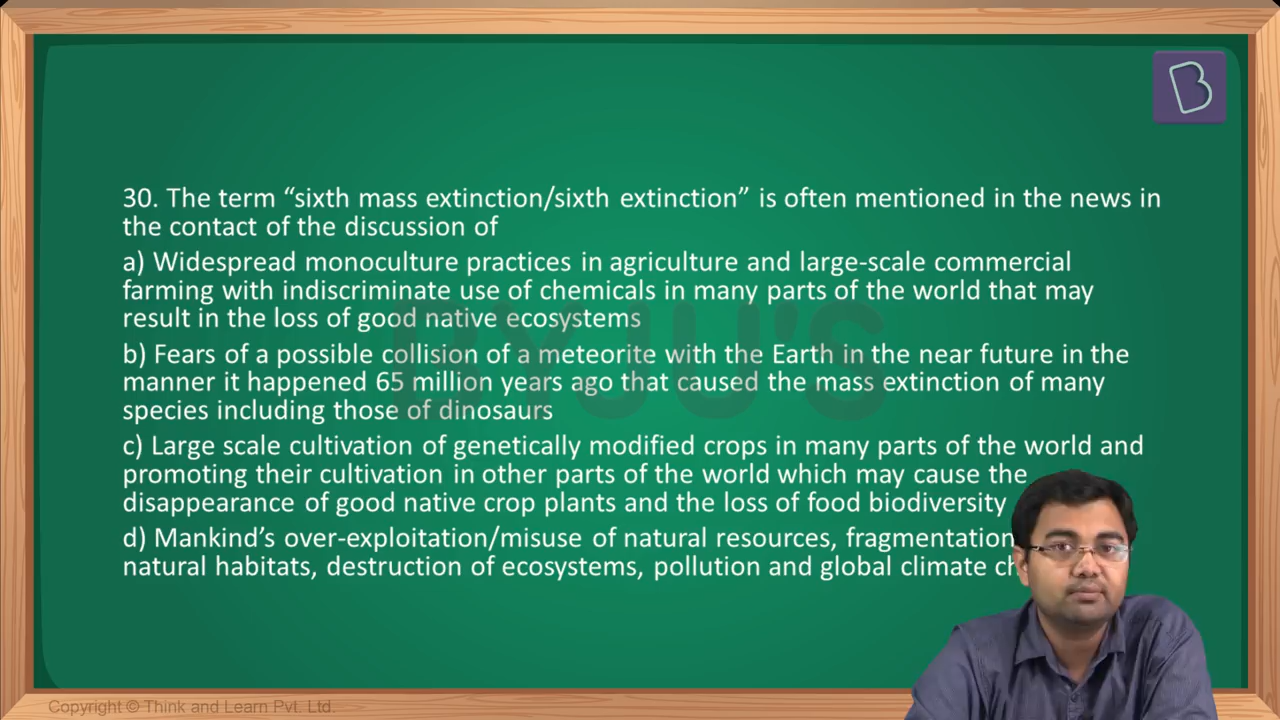 30. The term “sixth mass extinction/sixth extinction” is often mentioned in the news in
the contact of the discussion of
a) Widespread monoculture practices in agriculture and large-scale commercial
farming with indiscriminate use of chemicals in many parts of the world that may
result in the loss of good native ecosystems
b) Fears of a possible collision of a meteorite with the Earth in the near future in the
manner it happened 65 million years ago that caused the mass extinction of many
species including those of dinosaurs
c) Large scale cultivation of genetically modified crops in many parts of the world and
promoting their cultivation in other parts of the world which may cause the
disappearance of good native crop plants and the loss of food biodiversity
d) Mankind’s over-exploitation/misuse of natural resources, fragmentation
natural habitats, destruction of ecosystems, pollution and global climate
BYJU'S
B
Copyright © Think and Learn Pvt. Ltd.